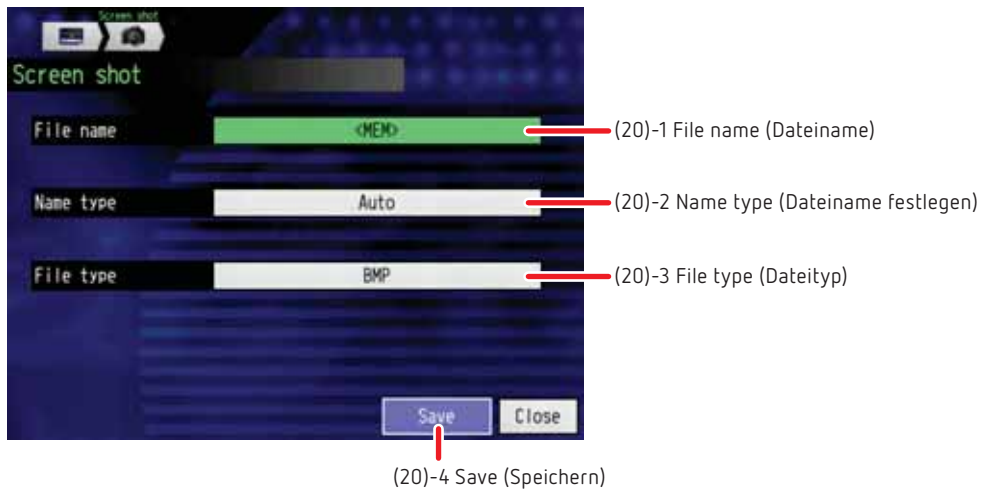 Screen shot
Screen shot
File name <MEM> (20)-1 File name (Dateiname)
Name type Auto (20)-2 Name type (Dateiname festlegen)
File type BMP (20)-3 File type (Dateityp)
Save Close
(20)-4 Save (Speichern)